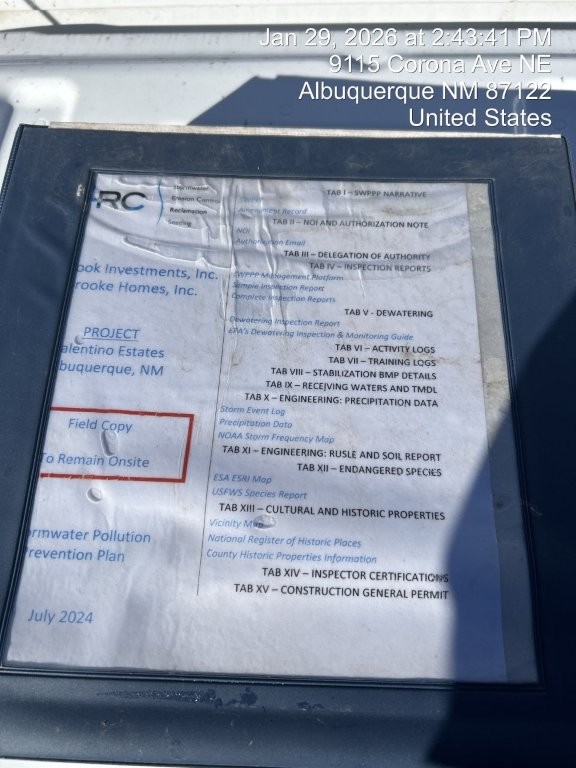 Jan 29, 2026 at 2:43:41 PM
9115 Corona Ave NE
Albuquerque NM 87122
United States
RC
Stormwater
Erosion Control
Reclamation
Seeding
ook Investments, Inc.
rooke Homes, Inc.
PROJECT
alentino Estates
buquerque, NM
Field Copy
To Remain Onsite
ormwater Pollution
revention Plan
July 2024
TAB I – SWPPP NARRATIVE
Amendment Record
TAB II – NOI AND AUTHORIZATION NOTE
NOI
Authorization Email
TAB III – DELEGATION OF AUTHORITY
TAB IV – INSPECTION REPORTS
SWPPP Management Platform
Sample Inspection Report
Complete Inspection Reports
TAB V - DEWATERING
Dewatering Inspection Report
EPA's Dewatering Inspection & Monitoring Guide
TAB VI – ACTIVITY LOGS
TAB VII – TRAINING LOGS
TAB VIII – STABILIZATION BMP DETAILS
TAB IX – RECEIVING WATERS AND TMDL
TAB X – ENGINEERING: PRECIPITATION DATA
Storm Event Log
Precipitation Data
NOAA Storm Frequency Map
TAB XI – ENGINEERING: RUSLE AND SOIL REPORT
TAB XII – ENDANGERED SPECIES
ESA ESRI Map
USFWS Species Report
TAB XIII – CULTURAL AND HISTORIC PROPERTIES
Vicinity Map
National Register of Historic Places
County Historic Properties Information
TAB XIV – INSPECTOR CERTIFICATIONS
TAB XV – CONSTRUCTION GENERAL PERMIT